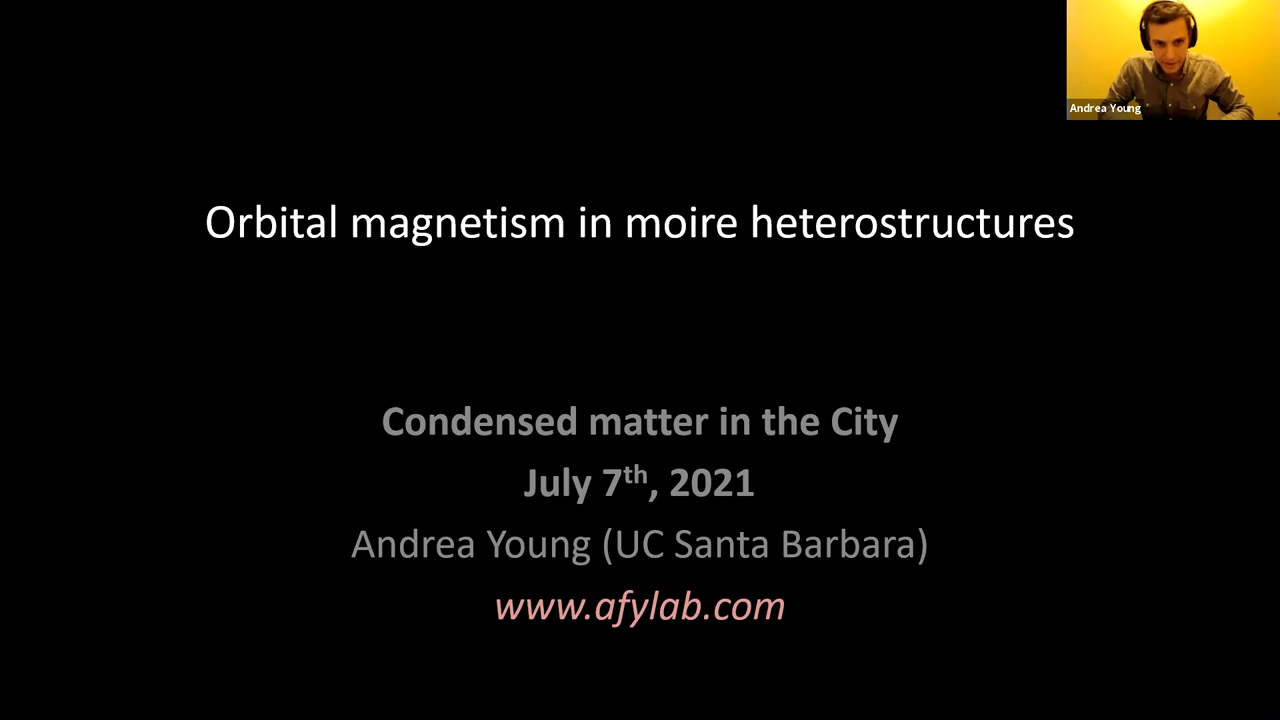 Andrea Young
Orbital magnetism in moire heterostructures
Condensed matter in the City
July 7th, 2021
Andrea Young (UC Santa Barbara)
www.afylab.com